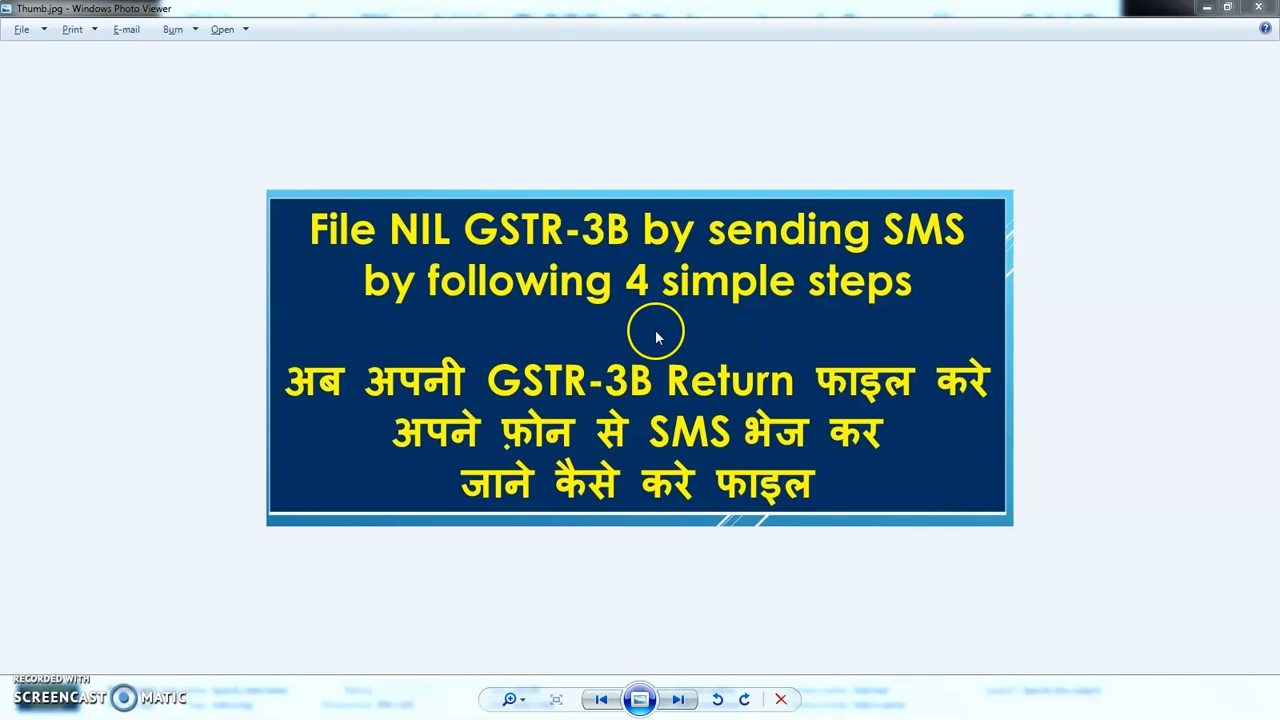 Thumb.jpg - Windows Photo Viewer
File Print E-mail Burn Open
File NIL GSTR-3B by sending SMS
by following 4 simple steps
अब अपनी GSTR-3B Return फाइल करे
अपने फ़ोन से SMS भेज कर
जाने कैसे करे फाइल
RECORDED WITH
SCREENCAST MATIC